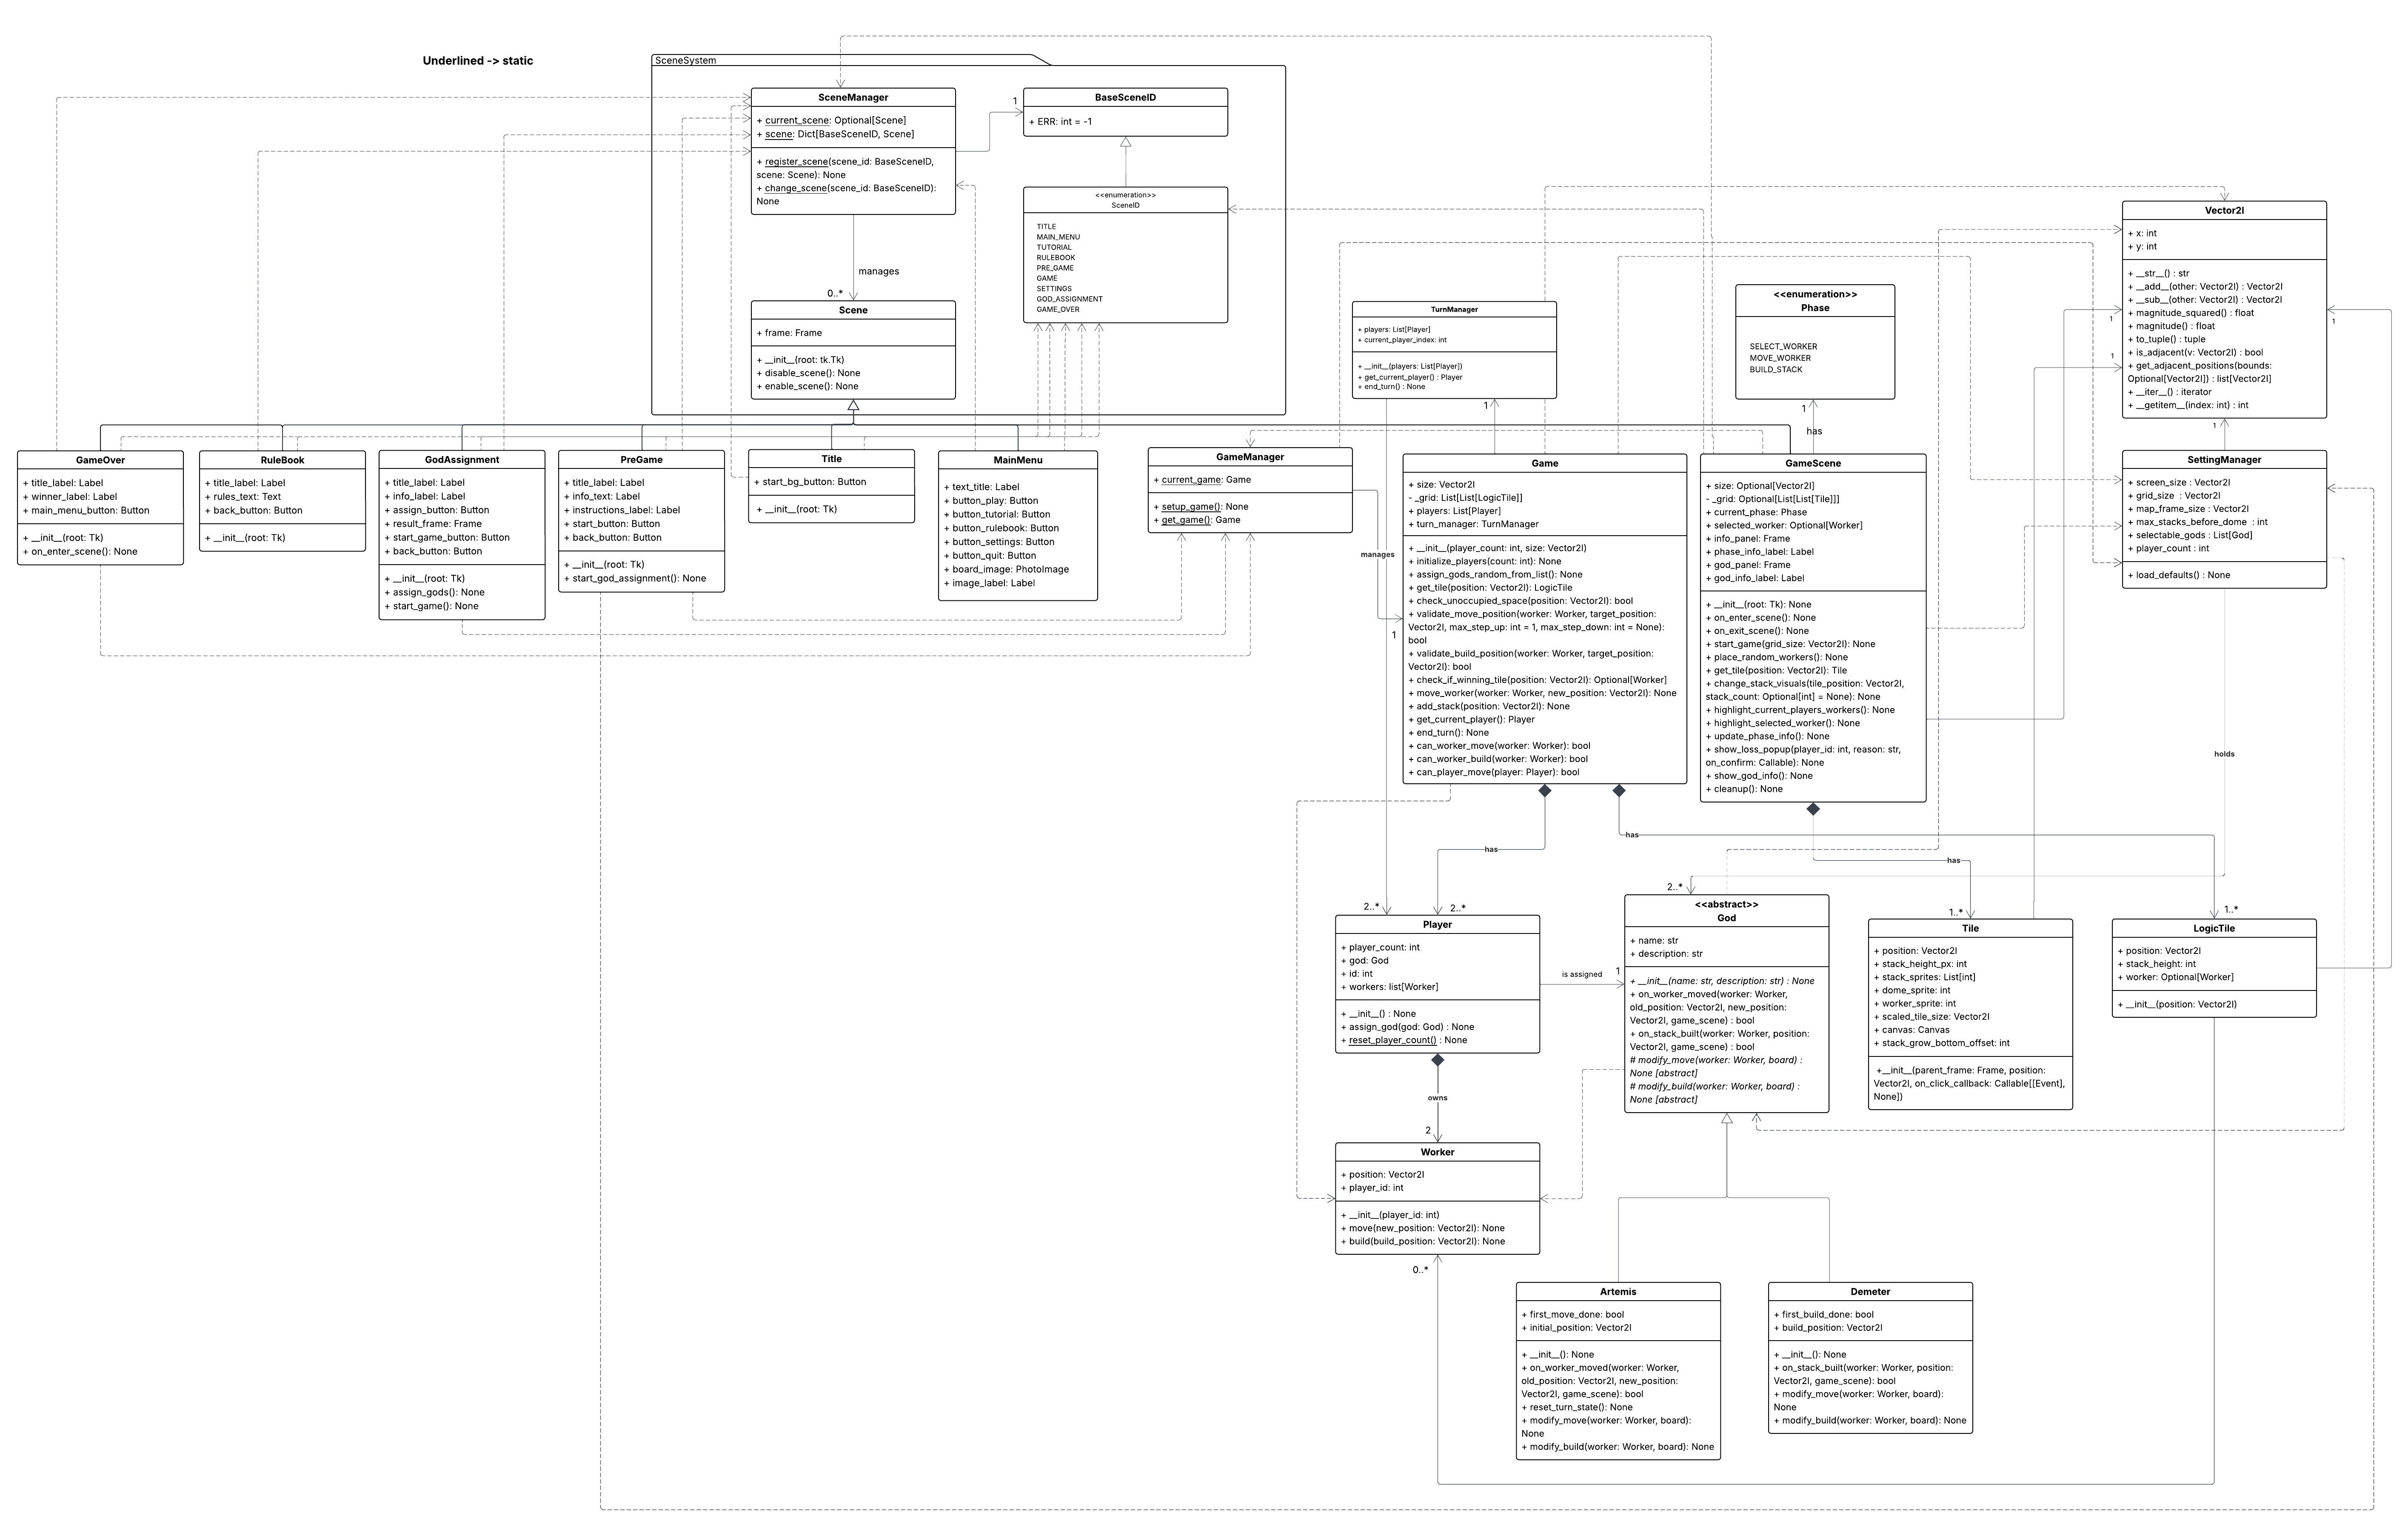 Underlined -> static
SceneSystem
SceneManager
+ current_scene: Optional[Scene]
+ scene: Dict[BaseSceneID, Scene]
+ register_scene(scene_id: BaseSceneID,
scene: Scene): None
+ change_scene(scene_id: BaseSceneID):
None
1
BaseSceneID
+ ERR: int = -1
<<enumeration>>
SceneID
TITLE
MAIN_MENU
TUTORIAL
RULEBOOK
PRE_GAME
GAME
SETTINGS
GOD_ASSIGNMENT
GAME_OVER
manages
0..*
Scene
+ frame: Frame
+ __init__(root: tk.Tk)
+ disable_scene(): None
+ enable_scene(): None
TurnManager
+ players: List[Player]
+ current_player_index: int
+ __init__(players: List[Player])
+ get_current_player() : Player
+ end_turn() : None
1
<<enumeration>>
Phase
SELECT_WORKER
MOVE_WORKER
BUILD_STACK
1
has
Vector2I
+ x: int
+ y: int
+ __str__() : str
+ __add__(other: Vector2I) : Vector2I
+ __sub__(other: Vector2I) : Vector2I
+ magnitude_squared() : float
+ magnitude() : float
+ to_tuple() : tuple
+ is_adjacent(v: Vector2I) : bool
+ get_adjacent_positions(bounds:
Optional[Vector2I]) : list[Vector2I]
+ __iter__() : iterator
+ __getitem__(index: int) : int
1
1
1
1
GameOver
+ title_label: Label
+ winner_label: Label
+ main_menu_button: Button
+ __init__(root: Tk)
+ on_enter_scene(): None
RuleBook
+ title_label: Label
+ rules_text: Text
+ back_button: Button
+ __init__(root: Tk)
GodAssignment
+ title_label: Label
+ info_label: Label
+ assign_button: Button
+ result_frame: Frame
+ start_game_button: Button
+ back_button: Button
+ __init__(root: Tk)
+ assign_gods(): None
+ start_game(): None
PreGame
+ title_label: Label
+ info_text: Label
+ instructions_label: Label
+ start_button: Button
+ back_button: Button
+ __init__(root: Tk)
+ start_god_assignment(): None
Title
+ start_bg_button: Button
+ __init__(root: Tk)
MainMenu
+ text_title: Label
+ button_play: Button
+ button_tutorial: Button
+ button_rulebook: Button
+ button_settings: Button
+ button_quit: Button
+ board_image: PhotoImage
+ image_label: Label
GameManager
+ current_game: Game
+ setup_game(): None
+ get_game(): Game
manages
1
Game
+ size: Vector2I
- _grid: List[List[LogicTile]]
+ players: List[Player]
+ turn_manager: TurnManager
+ __init__(player_count: int, size: Vector2I)
+ initialize_players(count: int): None
+ assign_gods_random_from_list(): None
+ get_tile(position: Vector2I): LogicTile
+ check_unoccupied_space(position: Vector2I): bool
+ validate_move_position(worker: Worker, target_position:
Vector2I, max_step_up: int = 1, max_step_down: int = None):
bool
+ validate_build_position(worker: Worker, target_position:
Vector2I): bool
+ check_if_winning_tile(position: Vector2I): Optional[Worker]
+ move_worker(worker: Worker, new_position: Vector2I): None
+ add_stack(position: Vector2I): None
+ get_current_player(): Player
+ end_turn(): None
+ can_worker_move(worker: Worker): bool
+ can_worker_build(worker: Worker): bool
+ can_player_move(player: Player): bool
GameScene
+ size: Optional[Vector2I]
- _grid: Optional[List[List[Tile]]]
+ current_phase: Phase
+ selected_worker: Optional[Worker]
+ info_panel: Frame
+ phase_info_label: Label
+ god_panel: Frame
+ god_info_label: Label
+ __init__(root: Tk): None
+ on_enter_scene(): None
+ on_exit_scene(): None
+ start_game(grid_size: Vector2I): None
+ place_random_workers(): None
+ get_tile(position: Vector2I): Tile
+ change_stack_visuals(tile_position: Vector2I,
stack_count: Optional[int] = None): None
+ highlight_current_players_workers(): None
+ highlight_selected_worker(): None
+ update_phase_info(): None
+ show_loss_popup(player_id: int, reason: str,
on_confirm: Callable): None
+ show_god_info(): None
+ cleanup(): None
SettingManager
+ screen_size : Vector2I
+ grid_size : Vector2I
+ map_frame_size : Vector2I
+ max_stacks_before_dome : int
+ selectable_gods : List[God]
+ player_count : int
+ load_defaults() : None
holds
has
has
has
2..*
2..*
2..*
1..*
1..*
Player
+ player_count: int
+ god: God
+ id: int
+ workers: list[Worker]
+ __init__() : None
+ assign_god(god: God) : None
+ reset_player_count() : None
is assigned
1
<<abstract>>
God
+ name: str
+ description: str
+ __init__(name: str, description: str) : None
+ on_worker_moved(worker: Worker,
old_position: Vector2I, new_position:
Vector2I, game_scene) : bool
+ on_stack_built(worker: Worker, position:
Vector2I, game_scene) : bool
# modify_move(worker: Worker, board) :
None [abstract]
# modify_build(worker: Worker, board) :
None [abstract]
Tile
+ position: Vector2I
+ stack_height_px: int
+ stack_sprites: List[int]
+ dome_sprite: int
+ worker_sprite: int
+ scaled_tile_size: Vector2I
+ canvas: Canvas
+ stack_grow_bottom_offset: int
+__init__(parent_frame: Frame, position:
Vector2I, on_click_callback: Callable[[Event],
None])
LogicTile
+ position: Vector2I
+ stack_height: int
+ worker: Optional[Worker]
+ __init__(position: Vector2I)
owns
2
Worker
+ position: Vector2I
+ player_id: int
+ __init__(player_id: int)
+ move(new_position: Vector2I): None
+ build(build_position: Vector2I): None
0..*
Artemis
+ first_move_done: bool
+ initial_position: Vector2I
+ __init__(): None
+ on_worker_moved(worker: Worker,
old_position: Vector2I, new_position:
Vector2I, game_scene): bool
+ reset_turn_state(): None
+ modify_move(worker: Worker, board):
None
+ modify_build(worker: Worker, board): None
Demeter
+ first_build_done: bool
+ build_position: Vector2I
+ __init__(): None
+ on_stack_built(worker: Worker, position:
Vector2I, game_scene): bool
+ modify_move(worker: Worker, board):
None
+ modify_build(worker: Worker, board): None